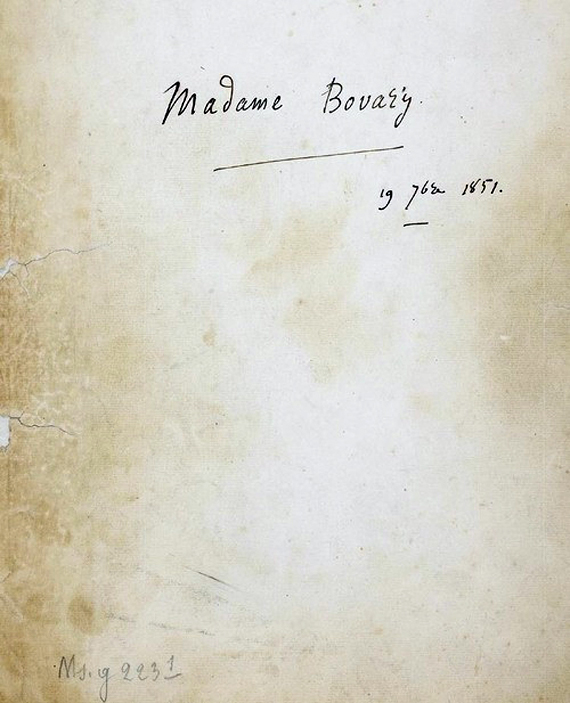 Madame Bovary.
19 7bre 1851.
Ms. g 223¹